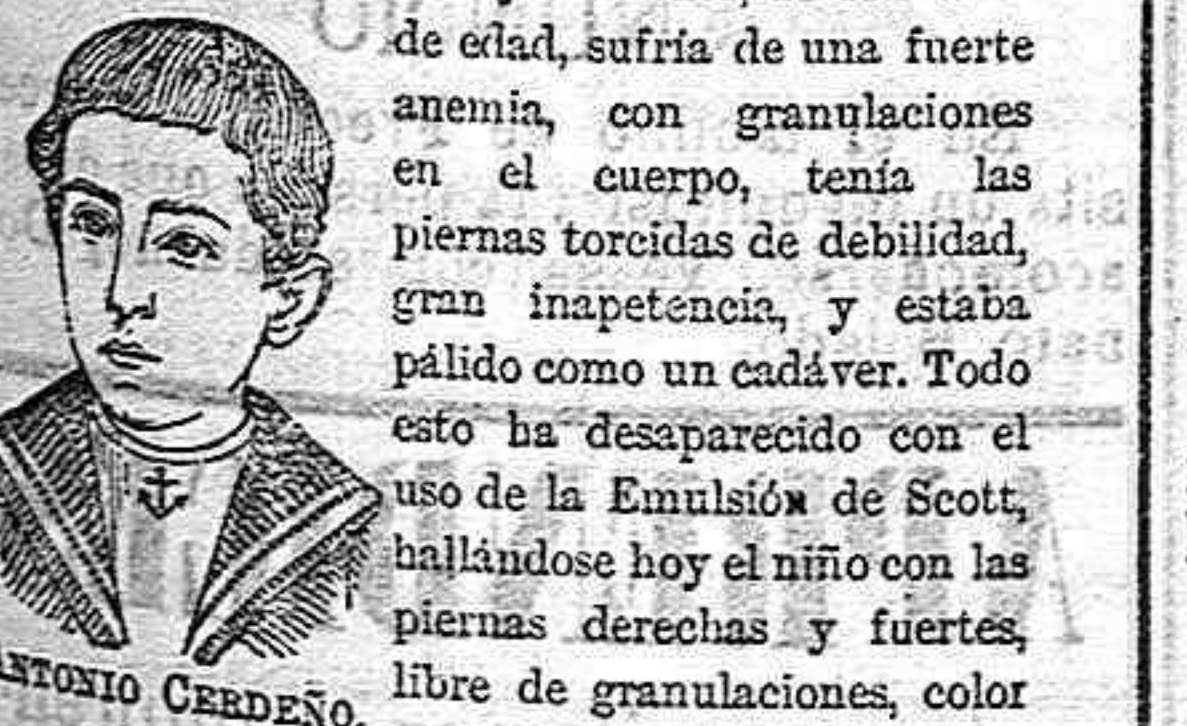 de edad, sufría de una fuerte
anemia, con granulaciones
en el cuerpo, tenía las
piernas torcidas de debilidad,
gran inapetencia, y estaba
pálido como un cadáver. Todo
esto ha desaparecido con el
uso de la Emulsión de Scott,
hallándose hoy el niño con las
piernas derechas y fuertes,
libre de granulaciones, color
ANTONIO CERDEÑO.